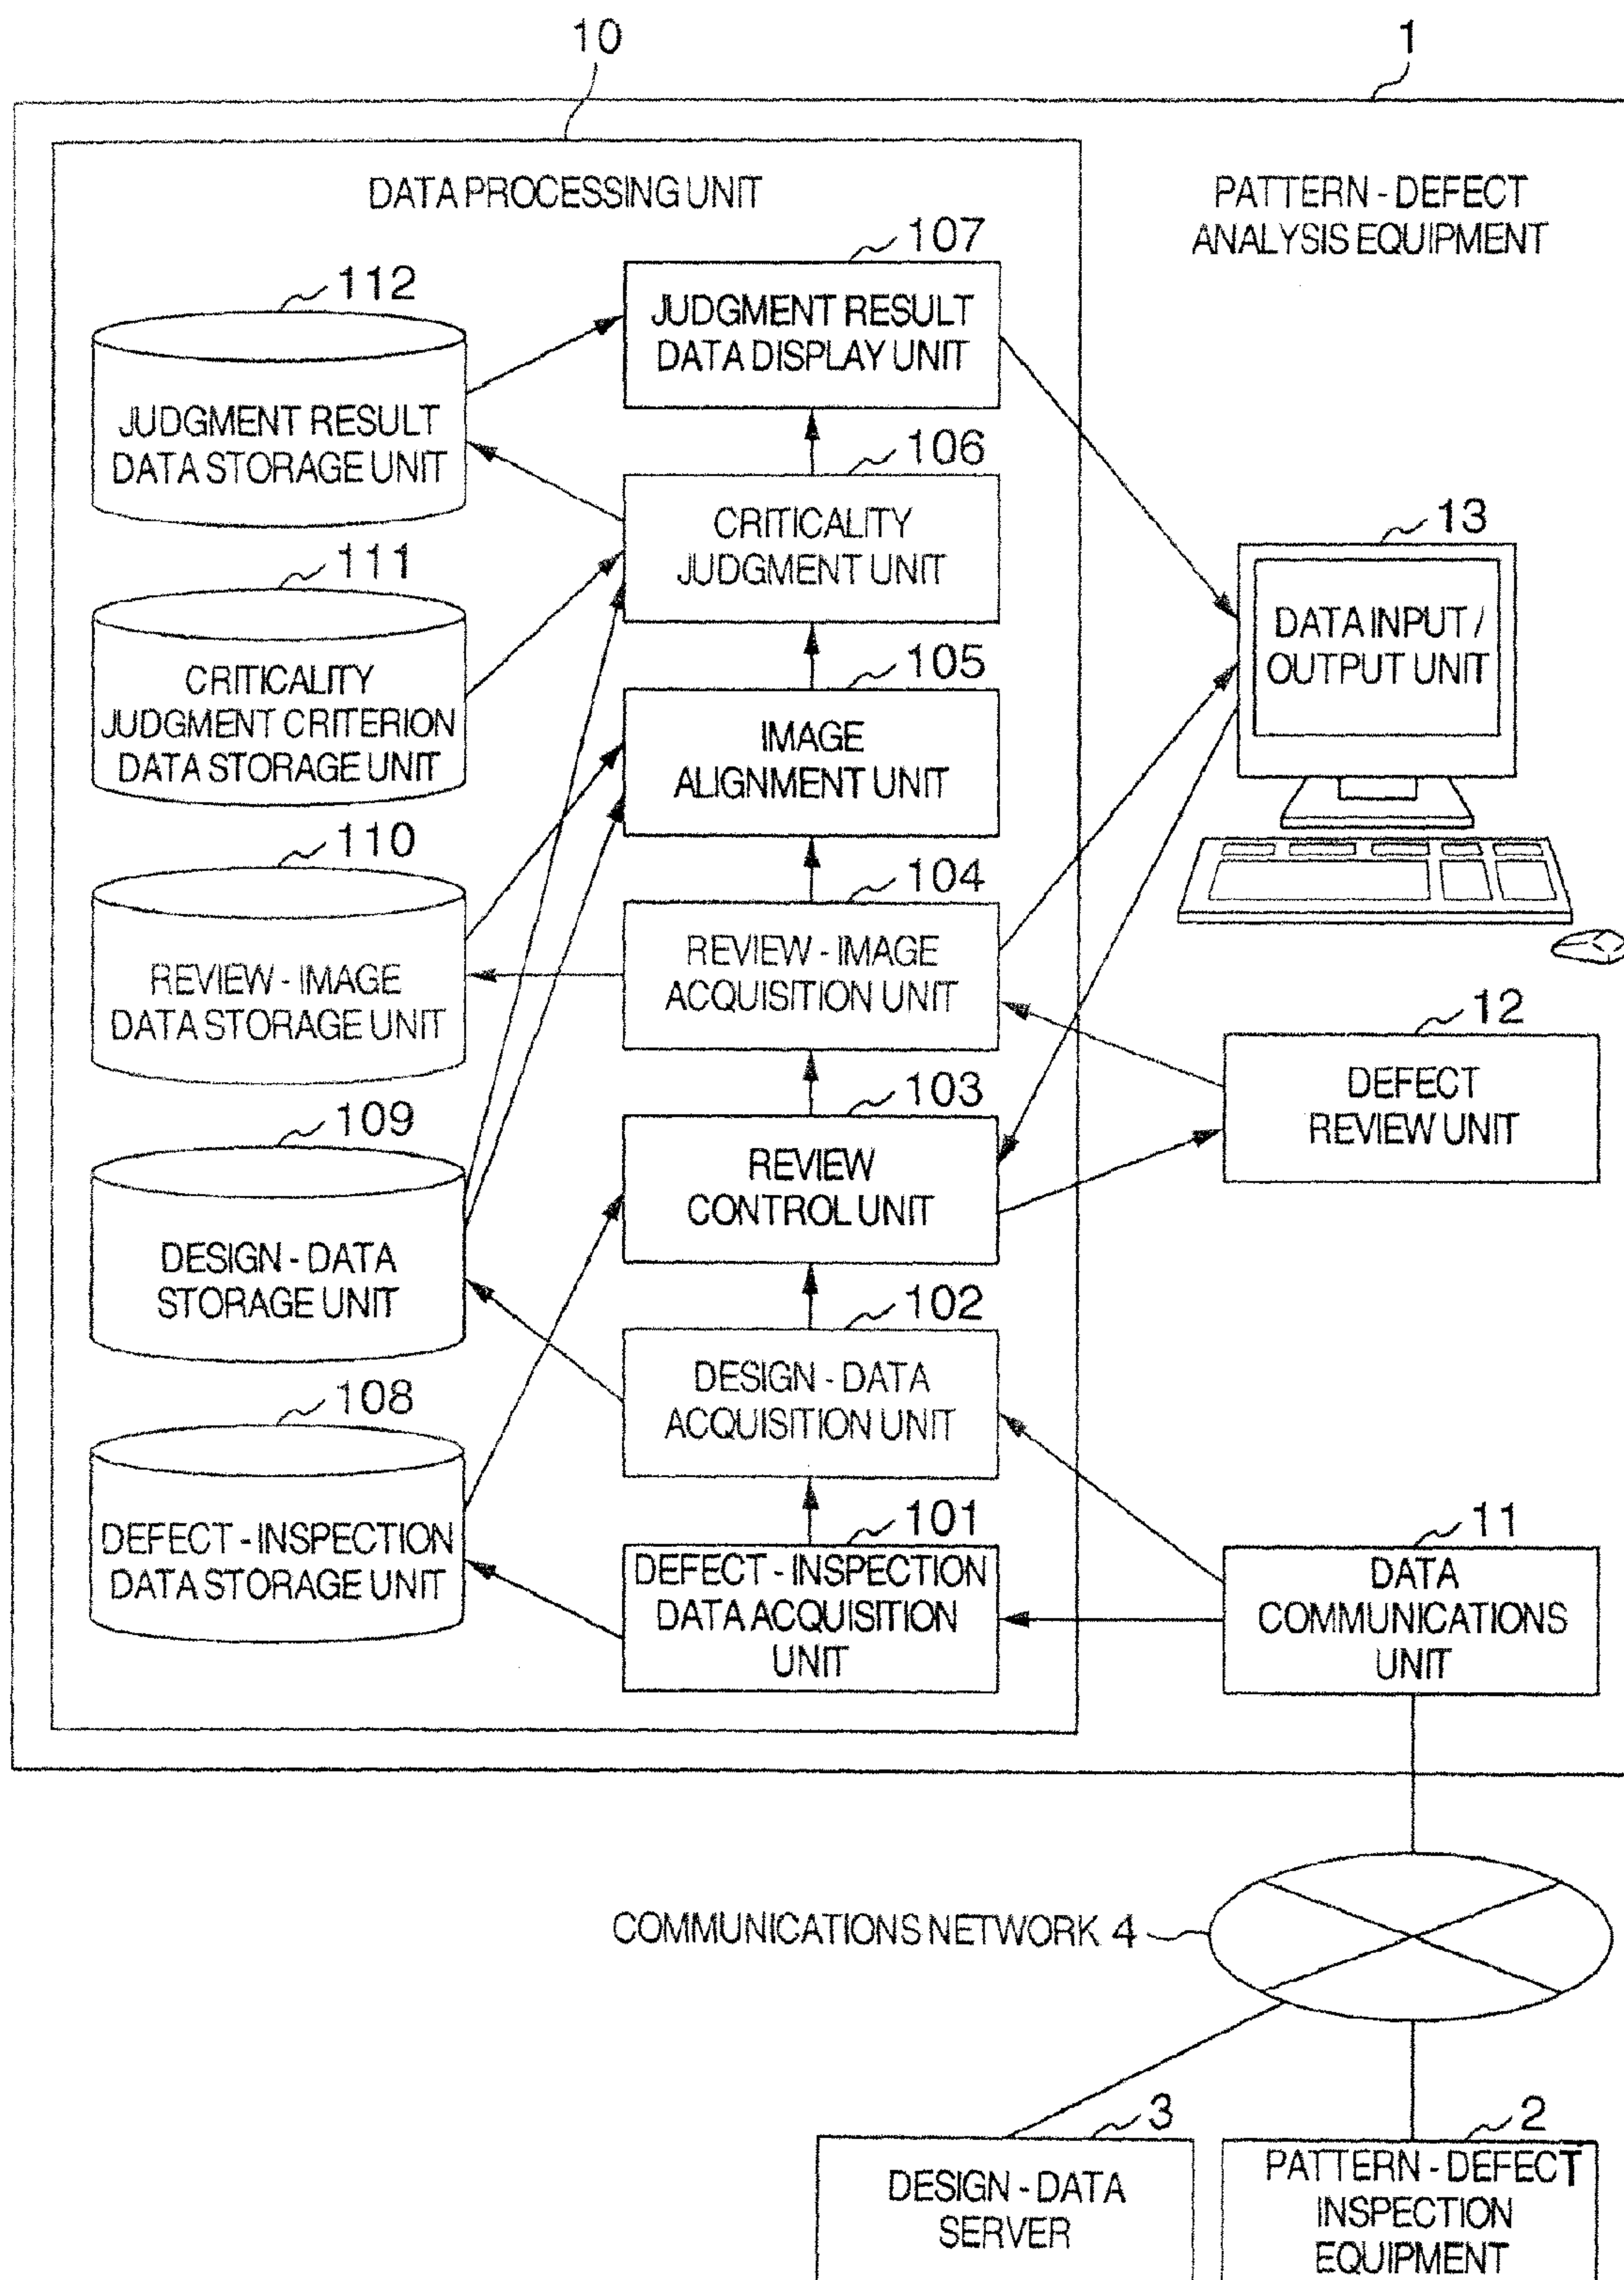 10
1
DATA PROCESSING UNIT
PATTERN - DEFECT
ANALYSIS EQUIPMENT
107
JUDGMENT RESULT
DATA DISPLAY UNIT
112
JUDGMENT RESULT
DATA STORAGE UNIT
106
CRITICALITY
JUDGMENT UNIT
13
DATA INPUT /
OUTPUT UNIT
111
CRITICALITY
JUDGMENT CRITERION
DATA STORAGE UNIT
105
IMAGE
ALIGNMENT UNIT
110
REVIEW - IMAGE
DATA STORAGE UNIT
104
REVIEW - IMAGE
ACQUISITION UNIT
12
DEFECT
REVIEW UNIT
103
REVIEW
CONTROL UNIT
109
DESIGN - DATA
STORAGE UNIT
102
DESIGN - DATA
ACQUISITION UNIT
108
DEFECT - INSPECTION
DATA STORAGE UNIT
101
DEFECT - INSPECTION
DATA ACQUISITION
UNIT
11
DATA
COMMUNICATIONS
UNIT
COMMUNICATIONS NETWORK 4
3
DESIGN - DATA
SERVER
2
PATTERN - DEFECT
INSPECTION
EQUIPMENT